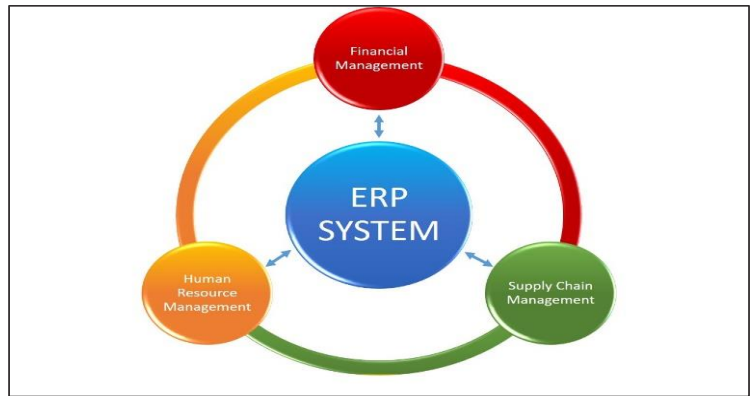 Financial
Management
ERP
SYSTEM
Human
Resource
Management
Supply Chain
Management